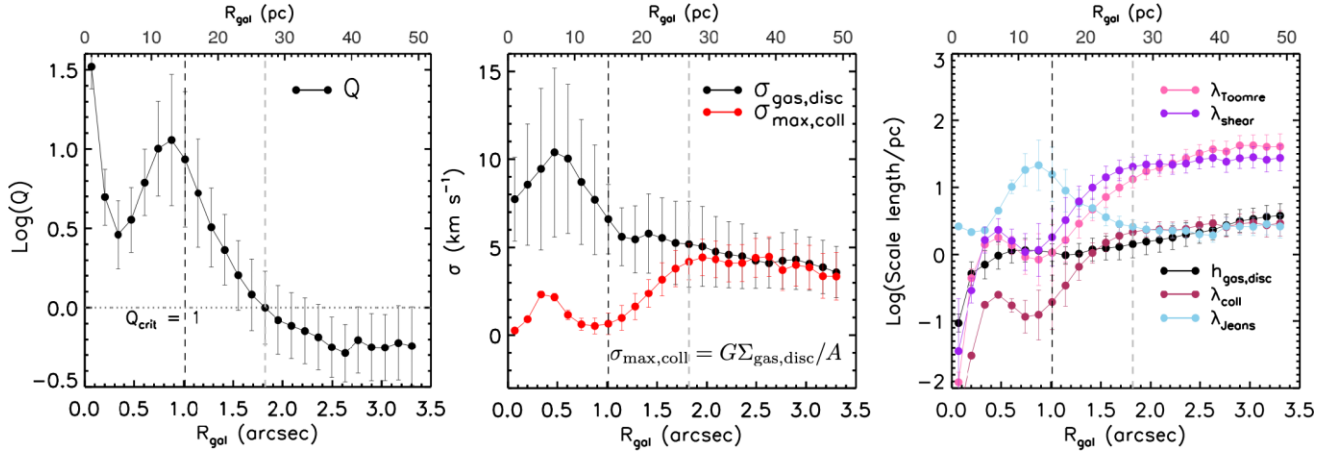 R_gal (pc)
0 10 20 30 40 50
1.5
1.0
0.5
0.0
−0.5
Log(Q)
Q
Q_crit = 1
0.0 0.5 1.0 1.5 2.0 2.5 3.0 3.5
R_gal (arcsec)
R_gal (pc)
0 10 20 30 40 50
15
10
5
0
σ (km s⁻¹)
σ_gas,disc
σ_max,coll
σ_max,coll = GΣ_gas,disc/A
0.0 0.5 1.0 1.5 2.0 2.5 3.0 3.5
R_gal (arcsec)
R_gal (pc)
0 10 20 30 40 50
3
2
1
0
−1
−2
Log(Scale length/pc)
λ_Toomre
λ_shear
h_gas,disc
λ_coll
λ_Jeans
0.0 0.5 1.0 1.5 2.0 2.5 3.0 3.5
R_gal (arcsec)